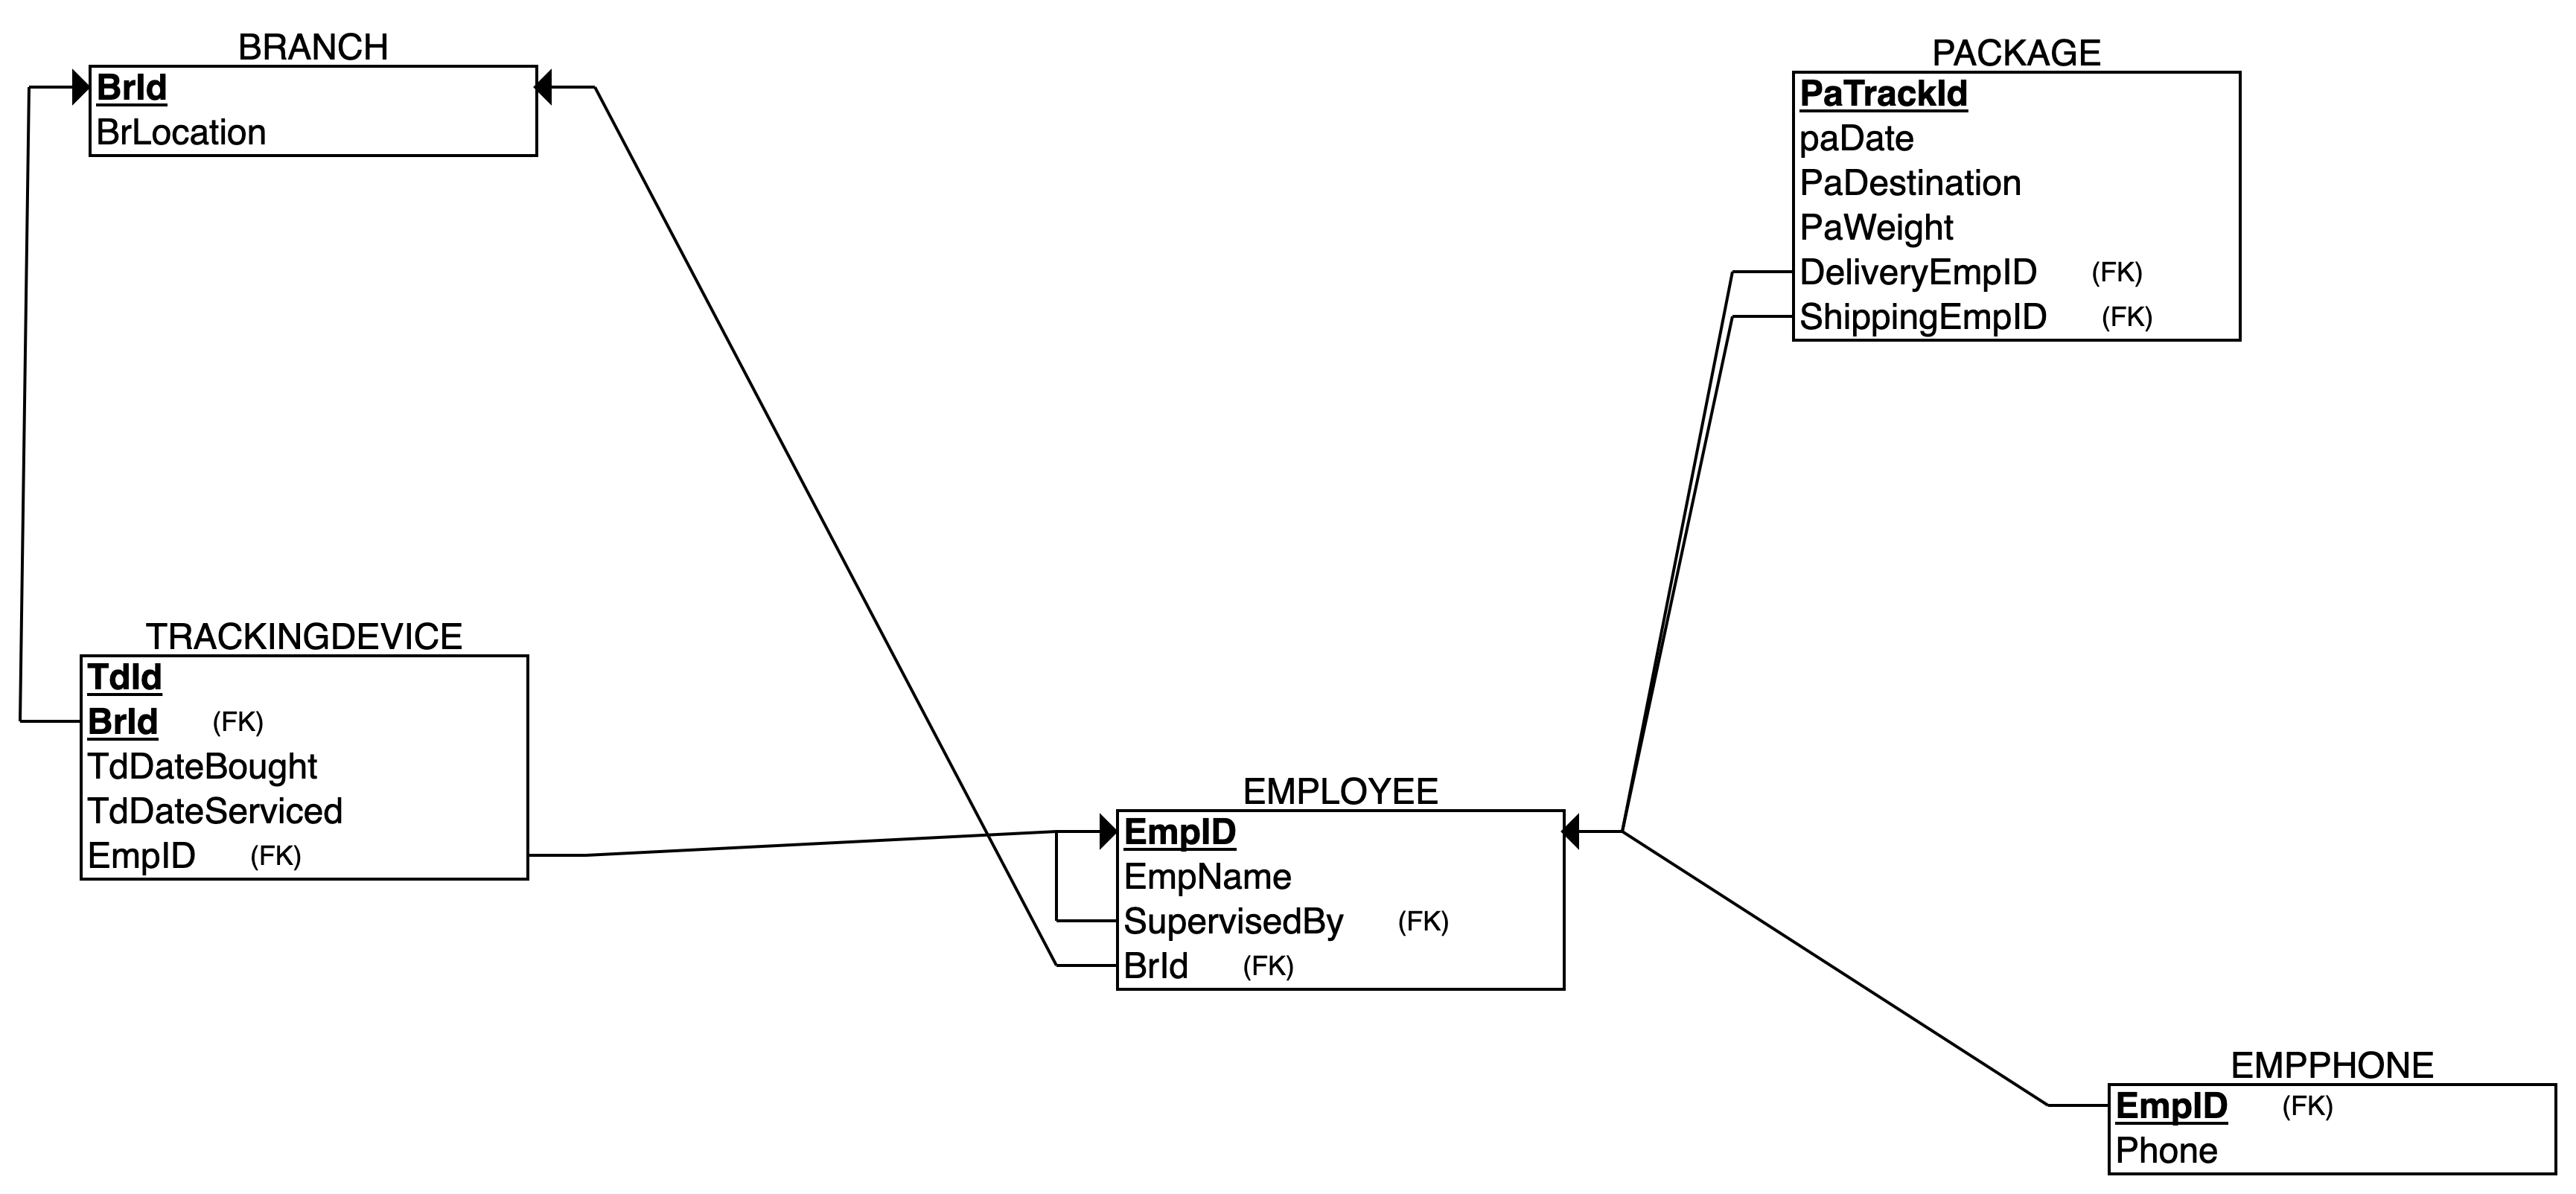 BRANCH
BrId
BrLocation
PACKAGE
PaTrackId
paDate
PaDestination
PaWeight
DeliveryEmpID (FK)
ShippingEmpID (FK)
TRACKINGDEVICE
TdId
BrId (FK)
TdDateBought
TdDateServiced
EmpID (FK)
EMPLOYEE
EmpID
EmpName
SupervisedBy (FK)
BrId (FK)
EMPPHONE
EmpID (FK)
Phone